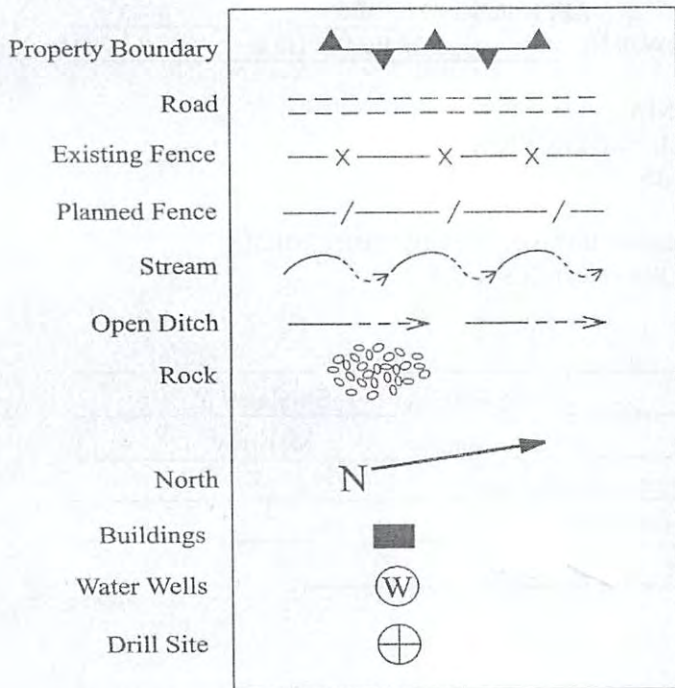 Property Boundary
Road
Existing Fence
Planned Fence
Stream
Open Ditch
Rock
North N
Buildings
Water Wells W
Drill Site